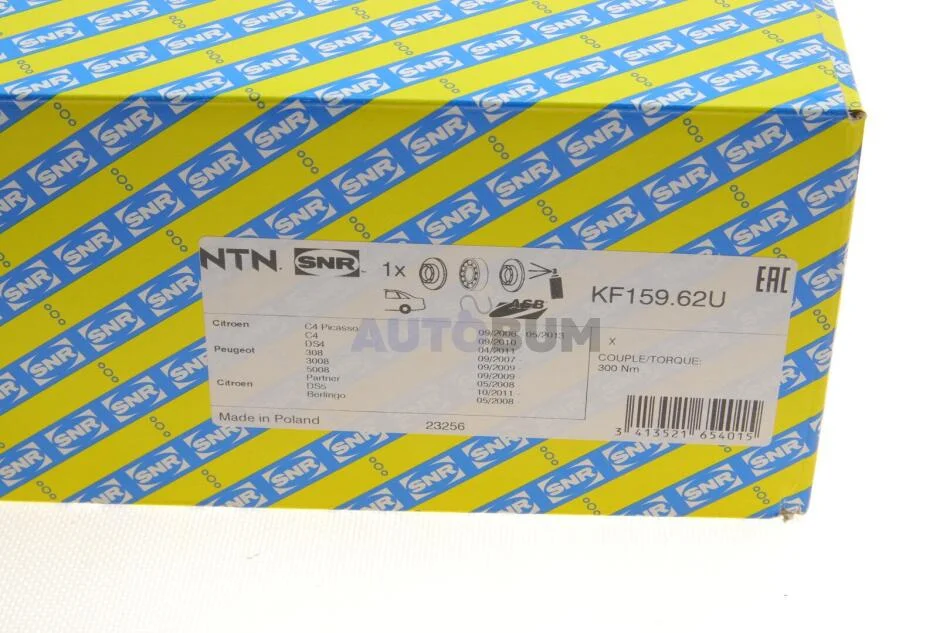 NTN. SNR 1x
ASB
KF159.62U
EAC
Citroen C4 Picasso 09/2006 - 05/2013
C4 09/2010
DS4 04/2011
Peugeot 308 09/2007 -
3008 09/2009
5008 09/2009
Partner 05/2008
Citroen DS5 10/2011 -
Berlingo 05/2008
X
COUPLE/TORQUE:
300 Nm
Made in Poland 23256
3 413521 654015
AUTOBUM